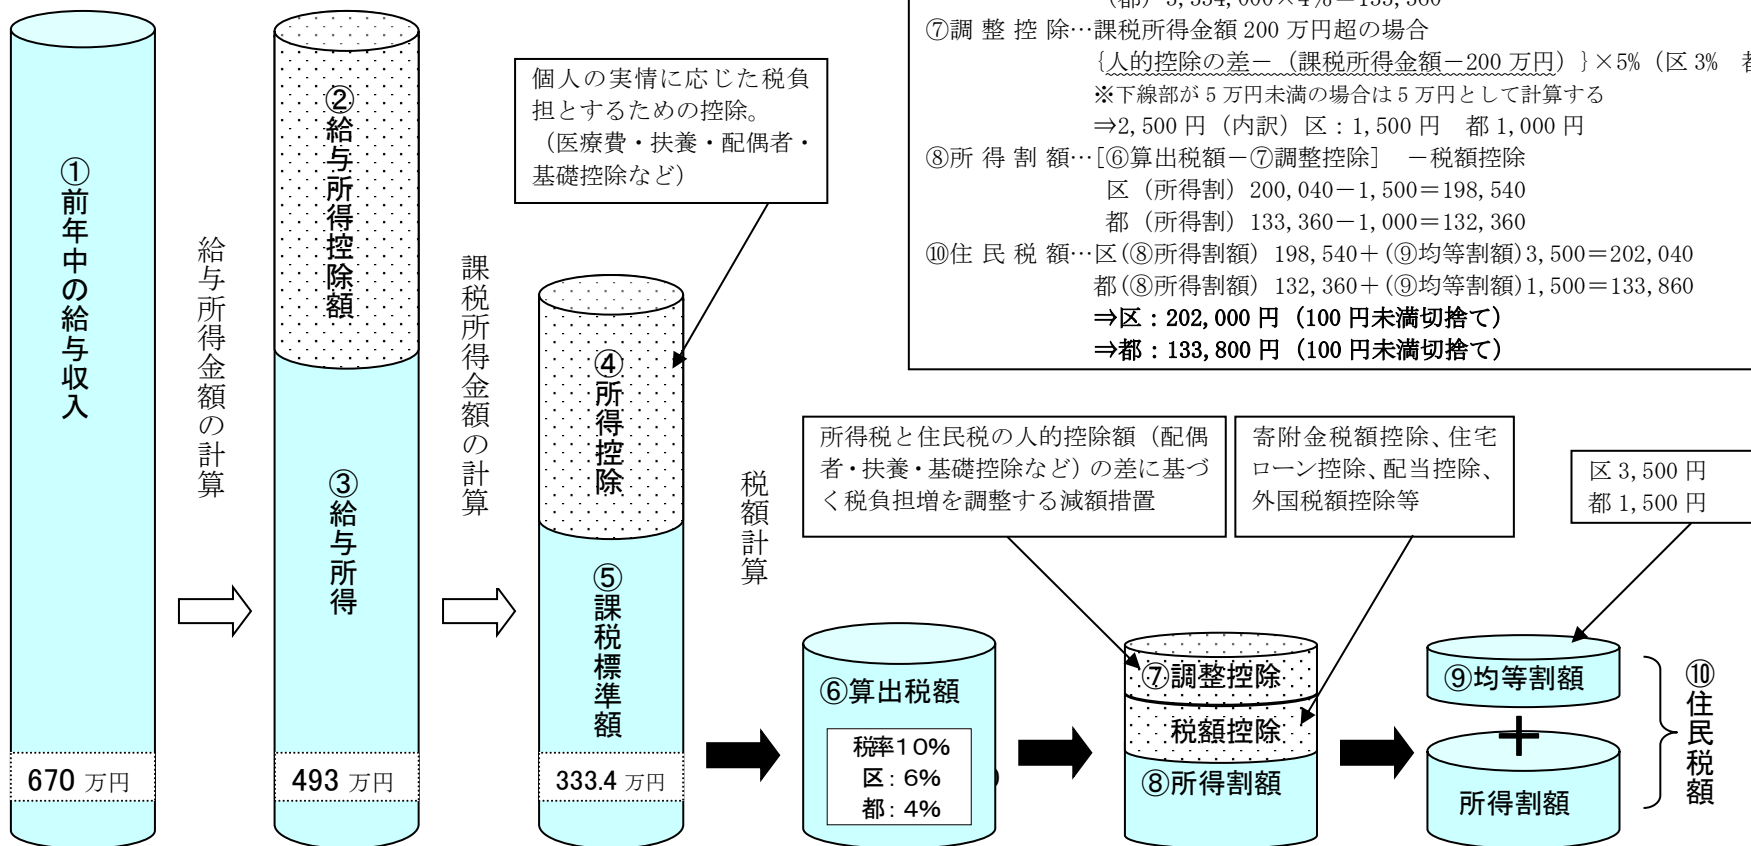 （都）3,334,000×4％＝133,360
⑦調 整 控 除…課税所得金額 200 万円超の場合
{人的控除の差－（課税所得金額－200 万円）}×5%（区 3%　都
※下線部が 5 万円未満の場合は 5 万円として計算する
⇒2,500 円（内訳）区：1,500 円　都 1,000 円
⑧所 得 割 額…[⑥算出税額－⑦調整控除]　－税額控除
区（所得割）200,040－1,500＝198,540
都（所得割）133,360－1,000＝132,360
⑩住 民 税 額…区(⑧所得割額) 198,540＋(⑨均等割額)3,500＝202,040
都(⑧所得割額) 132,360＋(⑨均等割額)1,500＝133,860
⇒区：202,000 円（100 円未満切捨て）
⇒都：133,800 円（100 円未満切捨て）
①前年中の給与収入
670 万円
給与所得金額の計算
②給与所得控除額
③給与所得
493 万円
課税所得金額の計算
個人の実情に応じた税負
担とするための控除。
（医療費・扶養・配偶者・
基礎控除など）
④所得控除
⑤課税標準額
333.4 万円
税額計算
所得税と住民税の人的控除額（配偶
者・扶養・基礎控除など）の差に基づ
く税負担増を調整する減額措置
寄附金税額控除、住宅
ローン控除、配当控除、
外国税額控除等
区 3,500 円
都 1,500 円
⑥算出税額
税率10%
区：6%
都：4%
⑦調整控除
税額控除
⑧所得割額
⑨均等割額
＋
所得割額
⑩住民税額